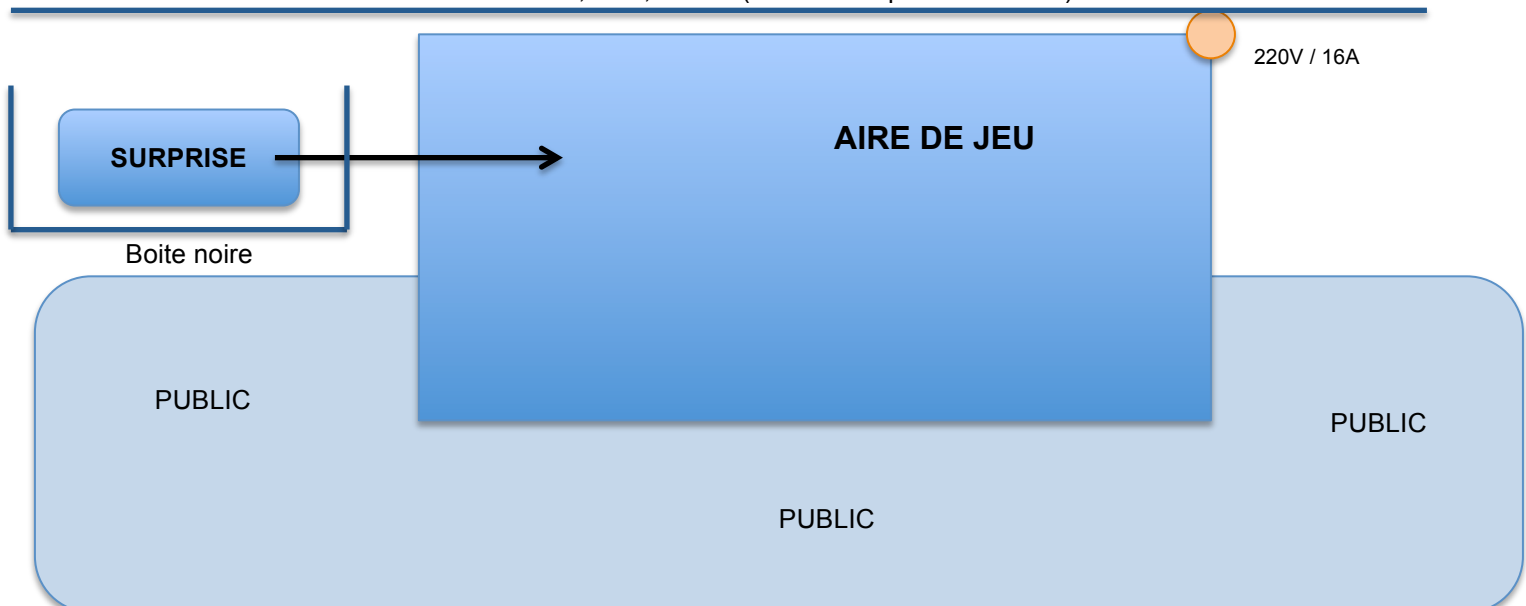 220V / 16A
AIRE DE JEU
SURPRISE
Boite noire
PUBLIC
PUBLIC
PUBLIC